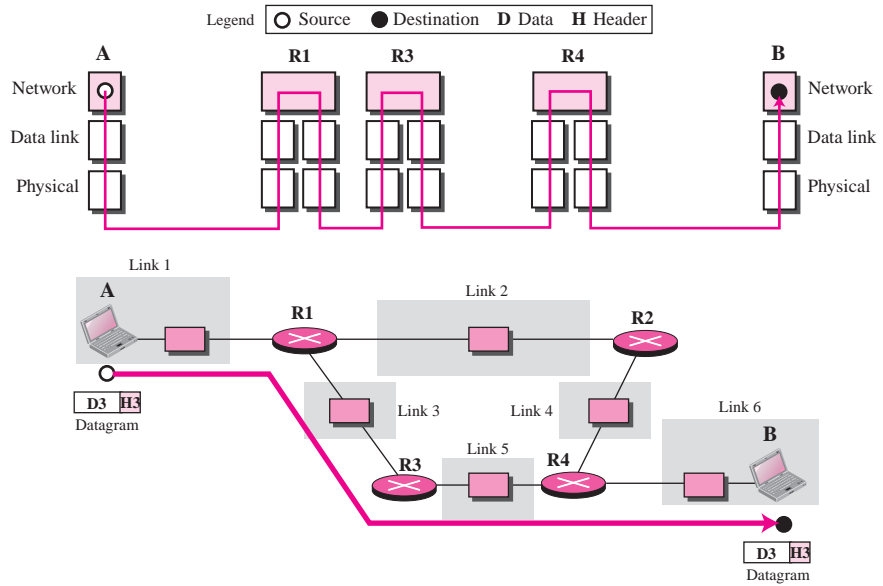 Legend Source Destination D Data H Header
A R1 R3 R4 B
Network Network
Data link Data link
Physical Physical
Link 1
A
Link 2
R1
R2
Link 3
Link 4
Link 6
D3 H3
Datagram
B
Link 5
R3
R4
D3 H3
Datagram